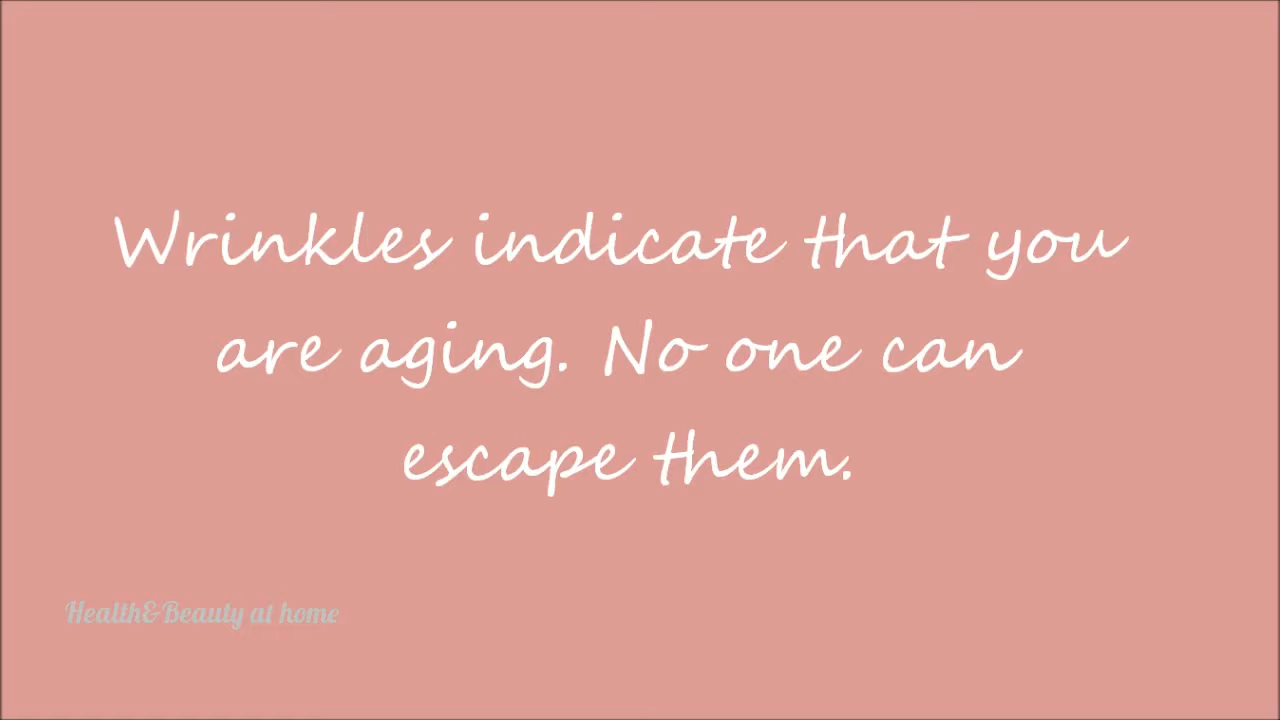 Wrinkles indicate that you
are aging. No one can
escape them.
Health&Beauty at home